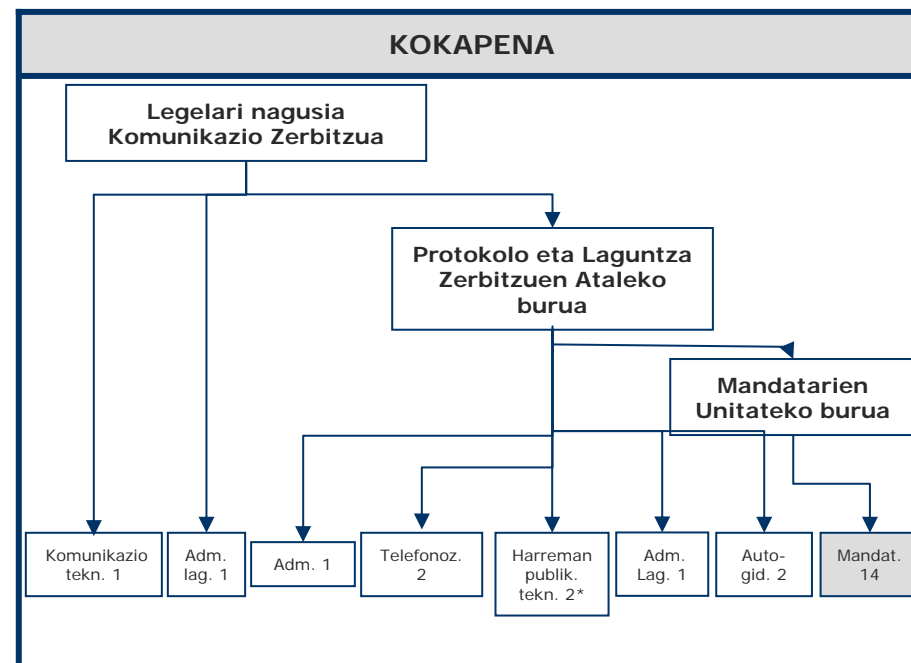 KOKAPENA
Legelari nagusia
Komunikazio Zerbitzua
Protokolo eta Laguntza
Zerbitzuen Ataleko
burua
Mandatarien
Unitateko burua
Komunikazio
tekn. 1
Adm.
lag. 1
Adm. 1
Telefonoz.
2
Harreman
publik.
tekn. 2*
Adm.
Lag. 1
Auto-
gid. 2
Mandat.
14